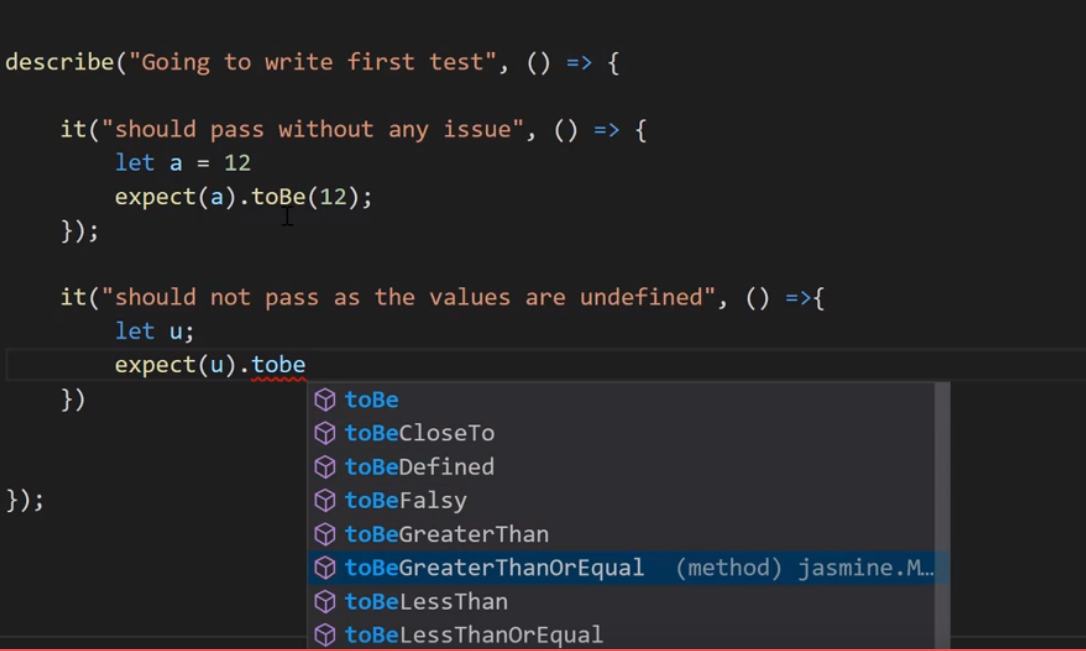 describe("Going to write first test", () => {
it("should pass without any issue", () => {
let a = 12
expect(a).toBe(12);
});
it("should not pass as the values are undefined", () =>{
let u;
expect(u).tobe
})
toBe
toBeCloseTo
toBeDefined
});
toBeFalsy
toBeGreaterThan
toBeGreaterThanOrEqual (method) jasmine.M…
toBeLessThan
toBeLessThanOrEqual